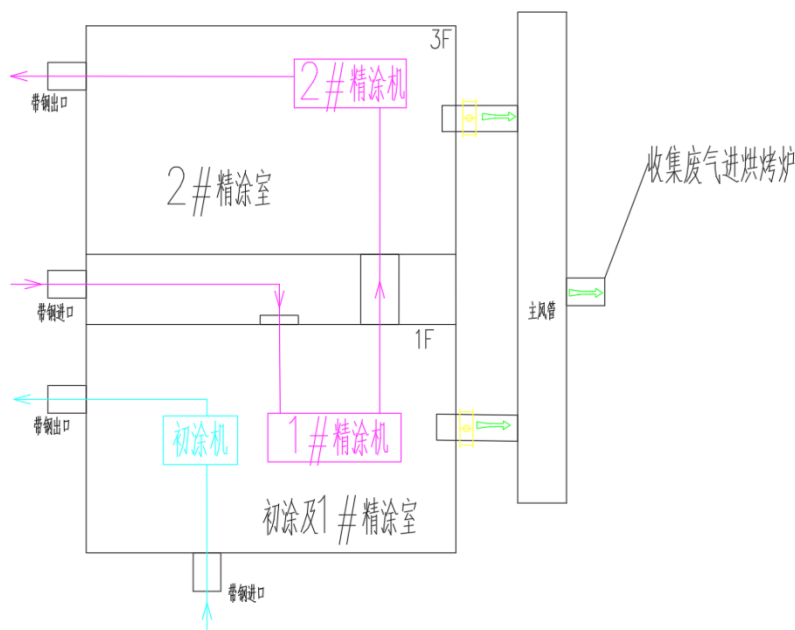 3F
2#精涂机
带钢出口
2#精涂室
收集废气进烘烤炉
带钢进口
主风管
1F
带钢出口
初涂机
1#精涂机
初涂及1#精涂室
带钢进口